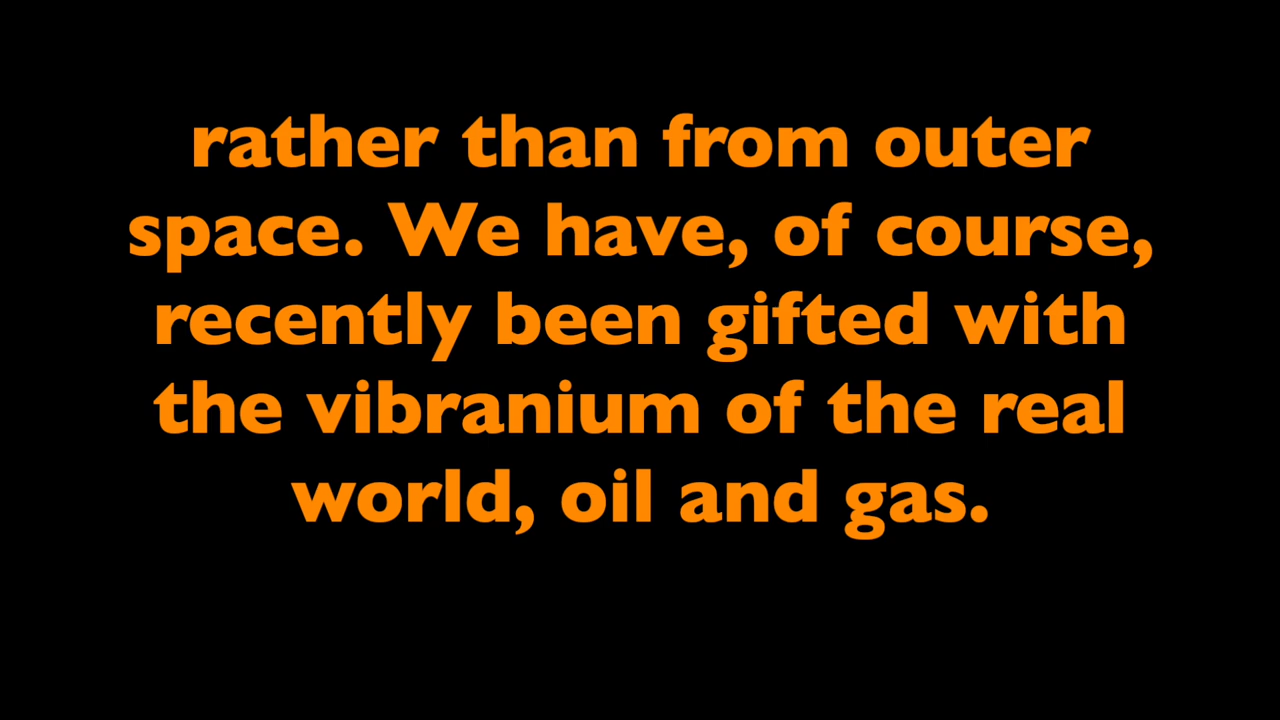 rather than from outer
space. We have, of course,
recently been gifted with
the vibranium of the real
world, oil and gas.